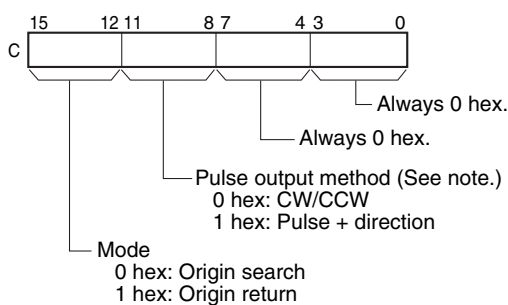 15 12 11 8 7 4 3 0
C
Always 0 hex.
Always 0 hex.
Pulse output method (See note.)
0 hex: CW/CCW
1 hex: Pulse + direction
Mode
0 hex: Origin search
1 hex: Origin return